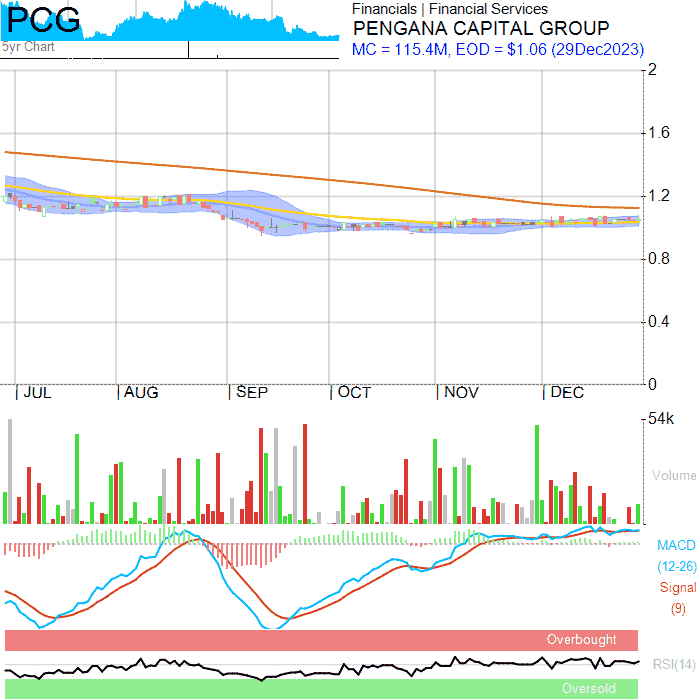 PCG
5yr Chart
Financials | Financial Services
PENGANA CAPITAL GROUP
MC = 115.4M, EOD = $1.06 (29Dec2023)
2
1.6
1.2
0.8
0.4
0
JUL AUG SEP OCT NOV DEC
54k
Volume
MACD
(12-26)
Signal
(9)
Overbought
RSI(14)
Oversold